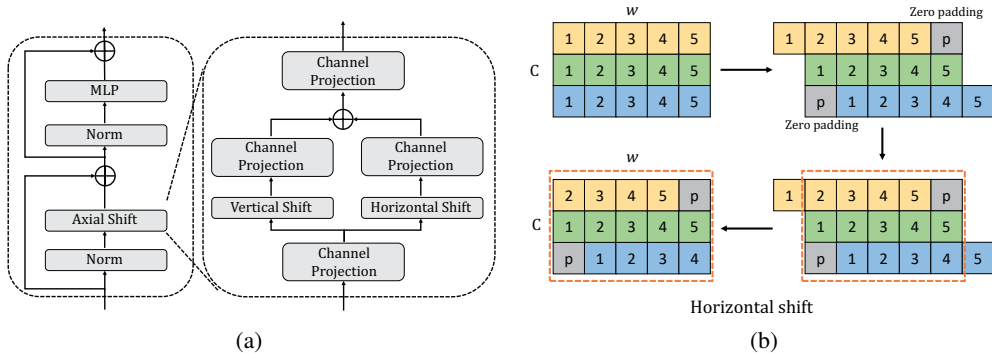 MLP
Norm
Axial Shift
Norm
Channel
Projection
Channel
Projection
Channel
Projection
Vertical Shift
Horizontal Shift
Channel
Projection
(a)
w
C
1 2 3 4 5
1 2 3 4 5
1 2 3 4 5
Zero padding
1 2 3 4 5 p
1 2 3 4 5
p 1 2 3 4 5
Zero padding
1 2 3 4 5 p
1 2 3 4 5
p 1 2 3 4 5
w
C
2 3 4 5 p
1 2 3 4 5
p 1 2 3 4
Horizontal shift
(b)